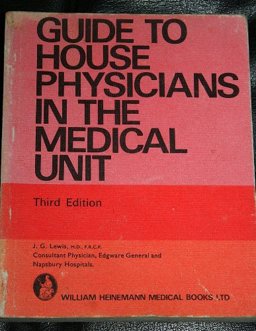 GUIDE TO
HOUSE
PHYSICIANS
IN THE
MEDICAL
UNIT
Third Edition
J. G. Lewis, M.D., F.R.C.P.
Consultant Physician, Edgware General and
Napsbury Hospitals.
WILLIAM HEINEMANN MEDICAL BOOKS LTD